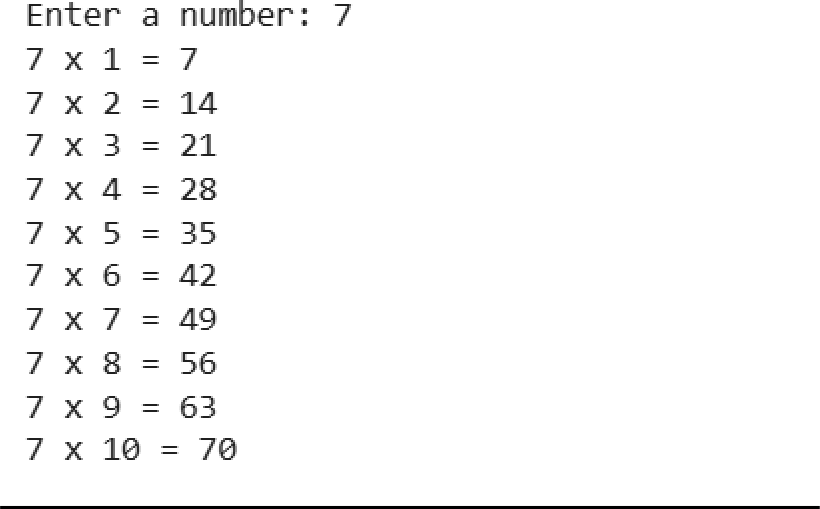 Enter a number: 7
7 x 1 = 7
7 x 2 = 14
7 x 3 = 21
7 x 4 = 28
7 x 5 = 35
7 x 6 = 42
7 x 7 = 49
7 x 8 = 56
7 x 9 = 63
7 x 10 = 70